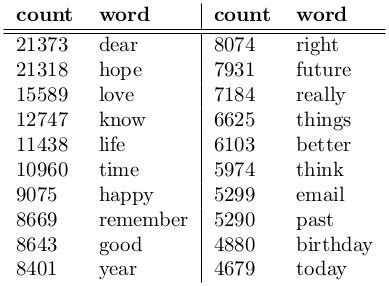 count word count word
21373 dear 8074 right
21318 hope 7931 future
15589 love 7184 really
12747 know 6625 things
11438 life 6103 better
10960 time 5974 think
9075 happy 5299 email
8669 remember 5290 past
8643 good 4880 birthday
8401 year 4679 today